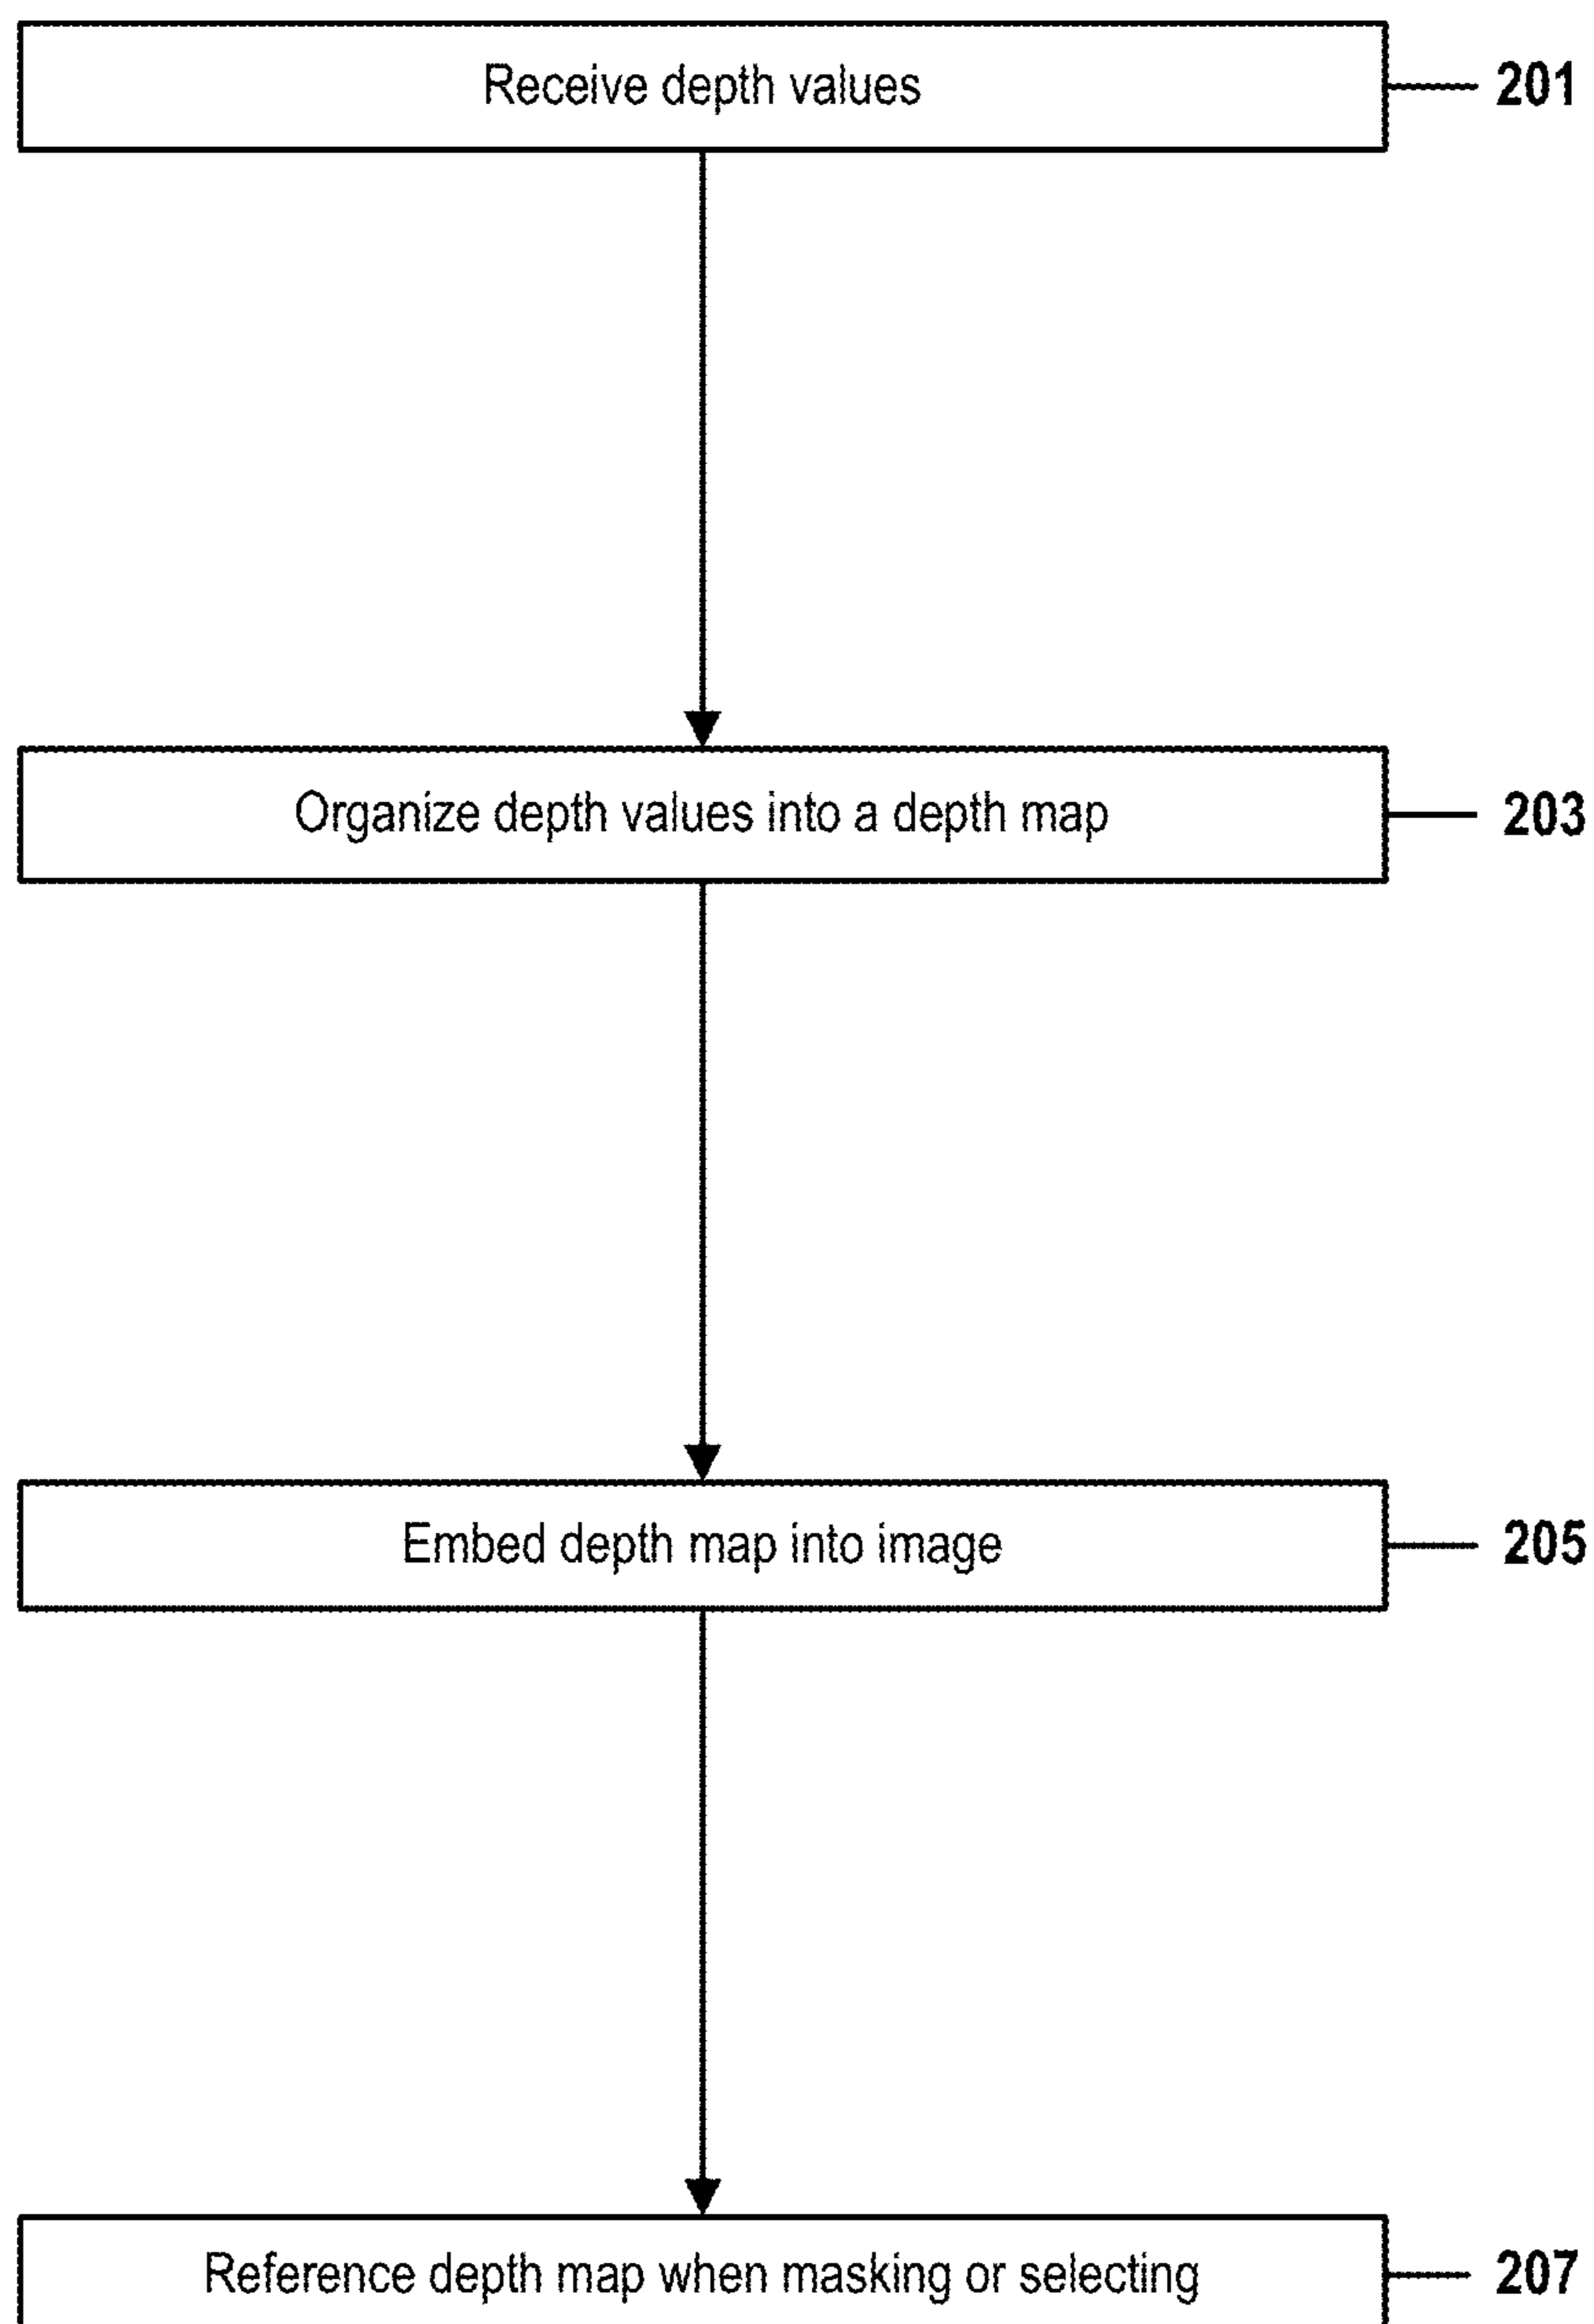 Receive depth values 201
Organize depth values into a depth map 203
Embed depth map into image 205
Reference depth map when masking or selecting 207